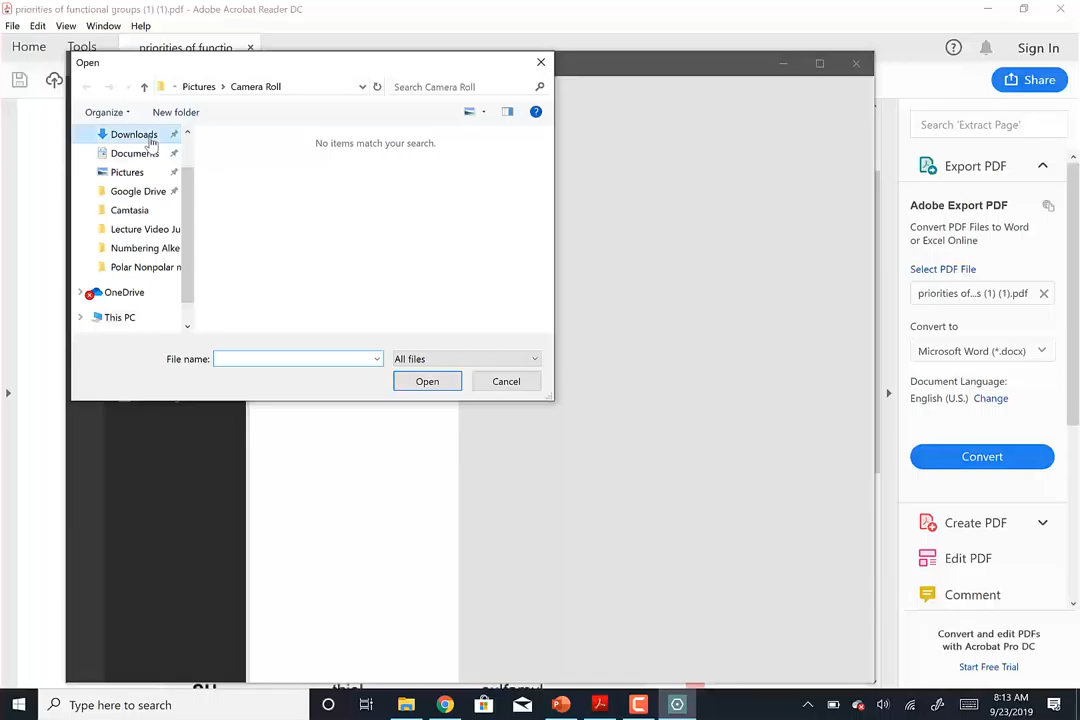 priorities of functional groups (1) (1).pdf - Adobe Acrobat Reader DC
File Edit View Window Help
Home Tools priorities of functio... Sign In
Share
Open
Pictures Camera Roll Search Camera Roll
Organize New folder
Downloads
Documents
Pictures
Google Drive
Camtasia
Lecture Video Ju
Numbering Alke
Polar Nonpolar
OneDrive
This PC
No items match your search.
File name: All files
Open Cancel
Search 'Extract Page'
Export PDF
Adobe Export PDF
Convert PDF Files to Word
or Excel Online
Select PDF File
priorities of...s (1) (1).pdf
Convert to
Microsoft Word (*.docx)
Document Language:
English (U.S.) Change
Convert
Create PDF
Edit PDF
Comment
Convert and edit PDFs
with Acrobat Pro DC
Start Free Trial
Type here to search
8:13 AM
9/23/2019